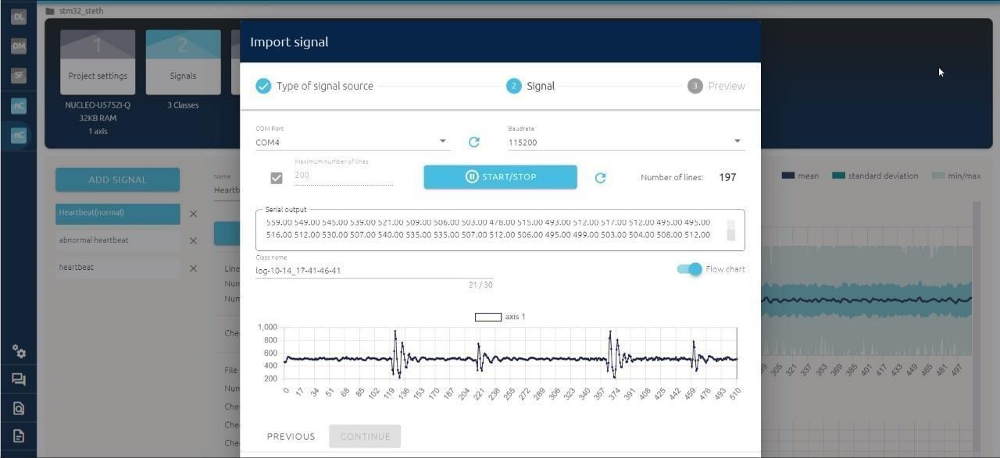 DL
stm32_steth
DM
SF
nC
nC
1
Project settings
NUCLEO-U575ZI-Q
32KB RAM
1 axis
2
Signals
3 Classes
Import signal
Type of signal source
2
Signal
3
Preview
COM Port
COM4
Baudrate
115200
Maximum number of lines
200
START/STOP
Number of lines: 197
Serial output
559.00 549.00 545.00 539.00 521.00 509.00 506.00 503.00 478.00 515.00 493.00 512.00 517.00 512.00 495.00 495.00
516.00 512.00 530.00 507.00 540.00 535.00 535.00 507.00 512.00 506.00 495.00 499.00 503.00 504.00 508.00 512.00
Class name
log-10-14_17-41-46-41
21 / 30
Flow chart
axis 1
1,000
800
600
400
200
0 17 34 51 68 85 102 119 136 153 170 187 204 221 238 255 272 289 306 323 340 357 374 391 408 425 442 459 476 493 510
PREVIOUS
CONTINUE
ADD SIGNAL
Heartbeat(normal)
abnormal heartbeat
heartbeat
Name
Heartb
Line
Num
Num
Che
File
Num
Che
Che
Che
mean
standard deviation
min/max
305 321 337 353 369 385 401 417 433 449 465 481 497